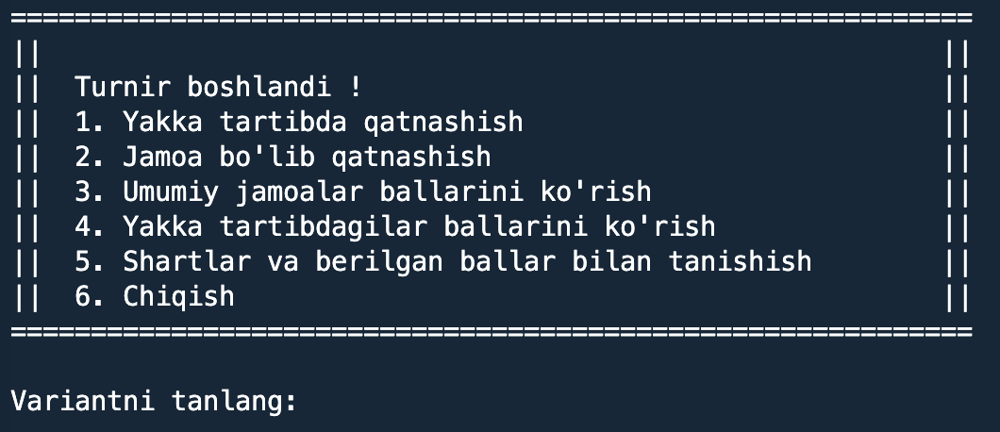 ============================================================
||                                                        ||
||  Turnir boshlandi !                                    ||
||  1. Yakka tartibda qatnashish                          ||
||  2. Jamoa bo'lib qatnashish                            ||
||  3. Umumiy jamoalar ballarini ko'rish                  ||
||  4. Yakka tartibdagilar ballarini ko'rish              ||
||  5. Shartlar va berilgan ballar bilan tanishish        ||
||  6. Chiqish                                            ||
============================================================
Variantni tanlang: